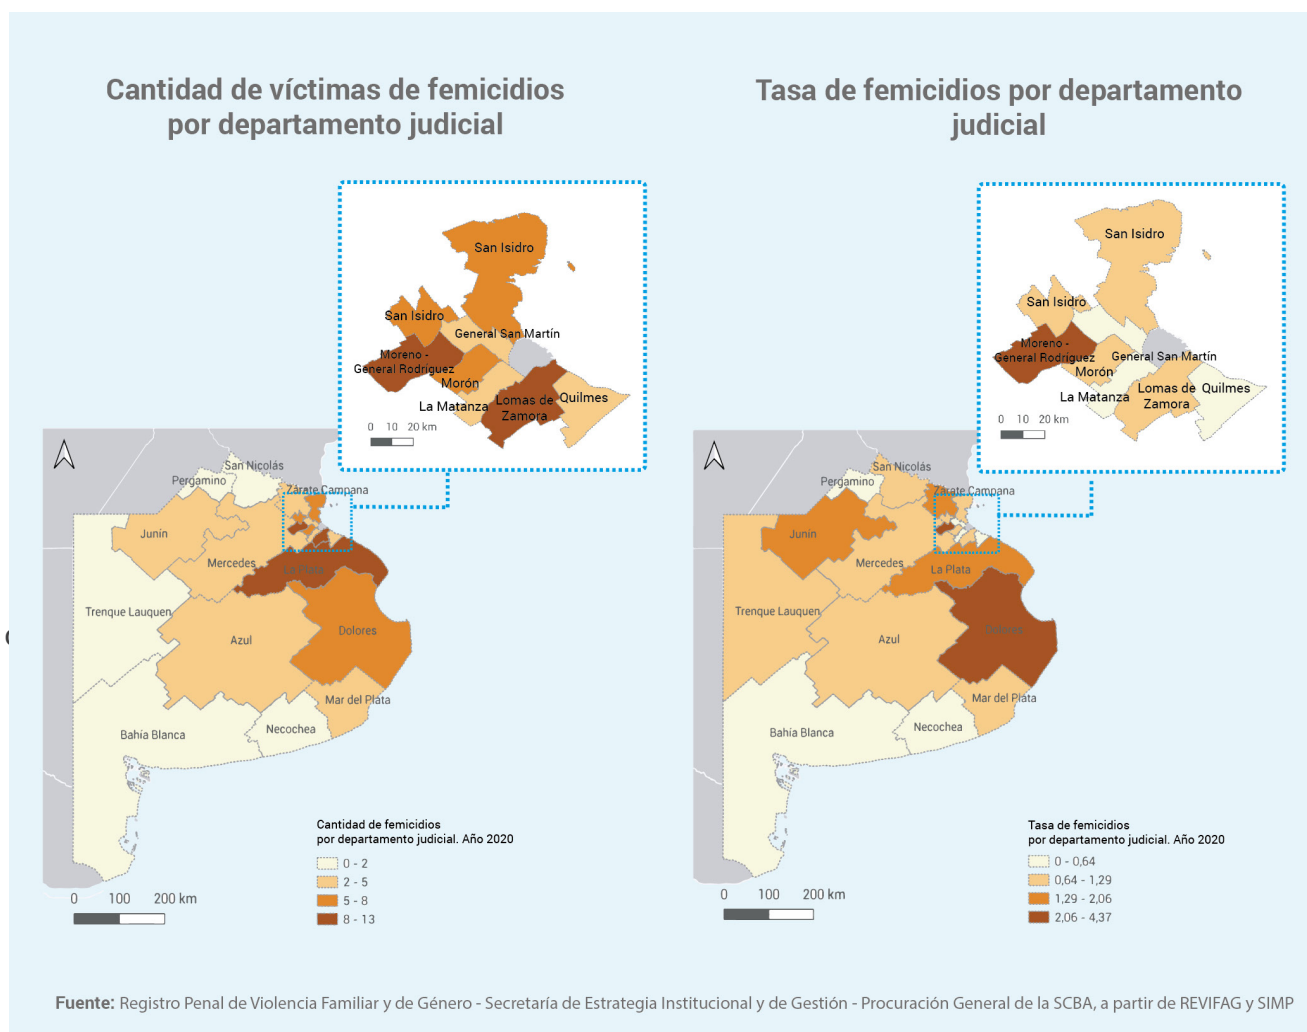 Cantidad de víctimas de femicidios
por departamento judicial
San Isidro
San Isidro
General San Martín
Moreno -
General Rodríguez
Morón
La Matanza
Lomas de
Zamora
Quilmes
0 10 20 km
San Nicolás
Pergamino
Zárate Campana
Junín
Mercedes
La Plata
Trenque Lauquen
Azul
Dolores
Mar del Plata
Necochea
Bahía Blanca
Cantidad de femicidios
por departamento judicial. Año 2020
0 - 2
2 - 5
5 - 8
8 - 13
0 100 200 km
Tasa de femicidios por departamento
judicial
San Isidro
San Isidro
Moreno -
General Rodríguez
General San Martín
Morón
La Matanza
Lomas de
Zamora
Quilmes
0 10 20 km
San Nicolás
Pergamino
Zárate Campana
Junín
Mercedes
La Plata
Trenque Lauquen
Azul
Dolores
Mar del Plata
Necochea
Bahía Blanca
Tasa de femicidios
por departamento judicial. Año 2020
0 - 0,64
0,64 - 1,29
1,29 - 2,06
2,06 - 4,37
0 100 200 km
Fuente: Registro Penal de Violencia Familiar y de Género - Secretaría de Estrategia Institucional y de Gestión - Procuración General de la SCBA, a partir de REVIFAG y SIMP